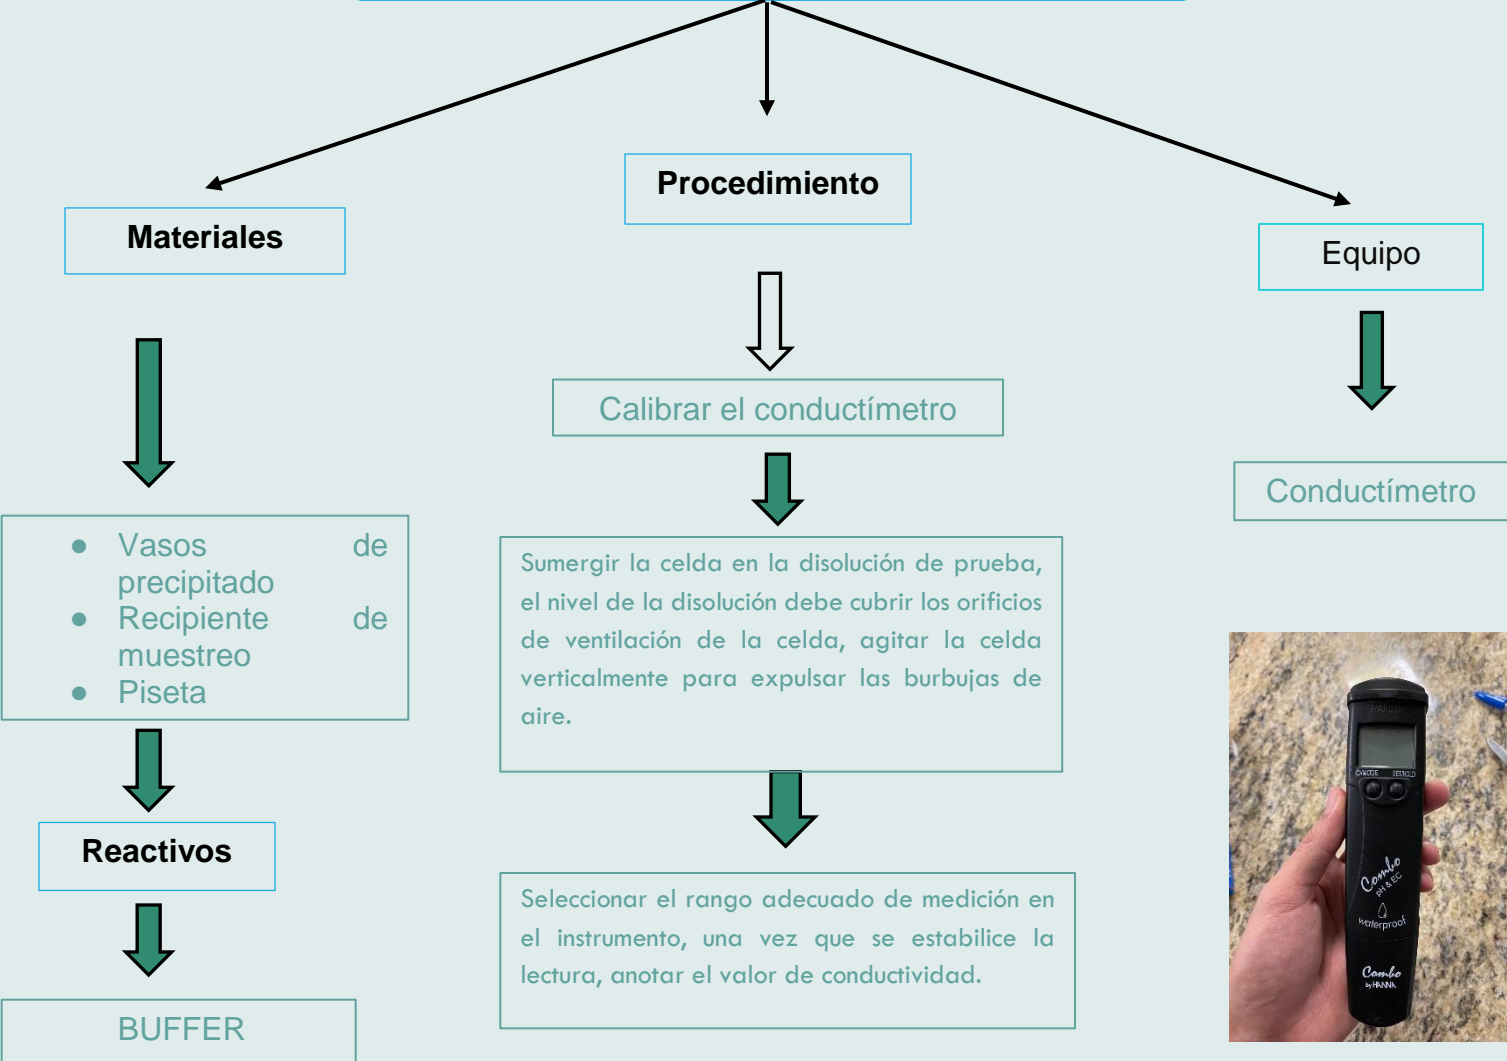 Procedimiento
Materiales
Equipo
Calibrar el conductímetro
Conductímetro
● Vasos de
precipitado
● Recipiente de
muestreo
● Piseta
Sumergir la celda en la disolución de prueba,
el nivel de la disolución debe cubrir los orificios
de ventilación de la celda, agitar la celda
verticalmente para expulsar las burbujas de
aire.
Reactivos
Seleccionar el rango adecuado de medición en
el instrumento, una vez que se estabilice la
lectura, anotar el valor de conductividad.
BUFFER
HANNA
Combo
pH & EC
waterproof
Combo
by HANNA